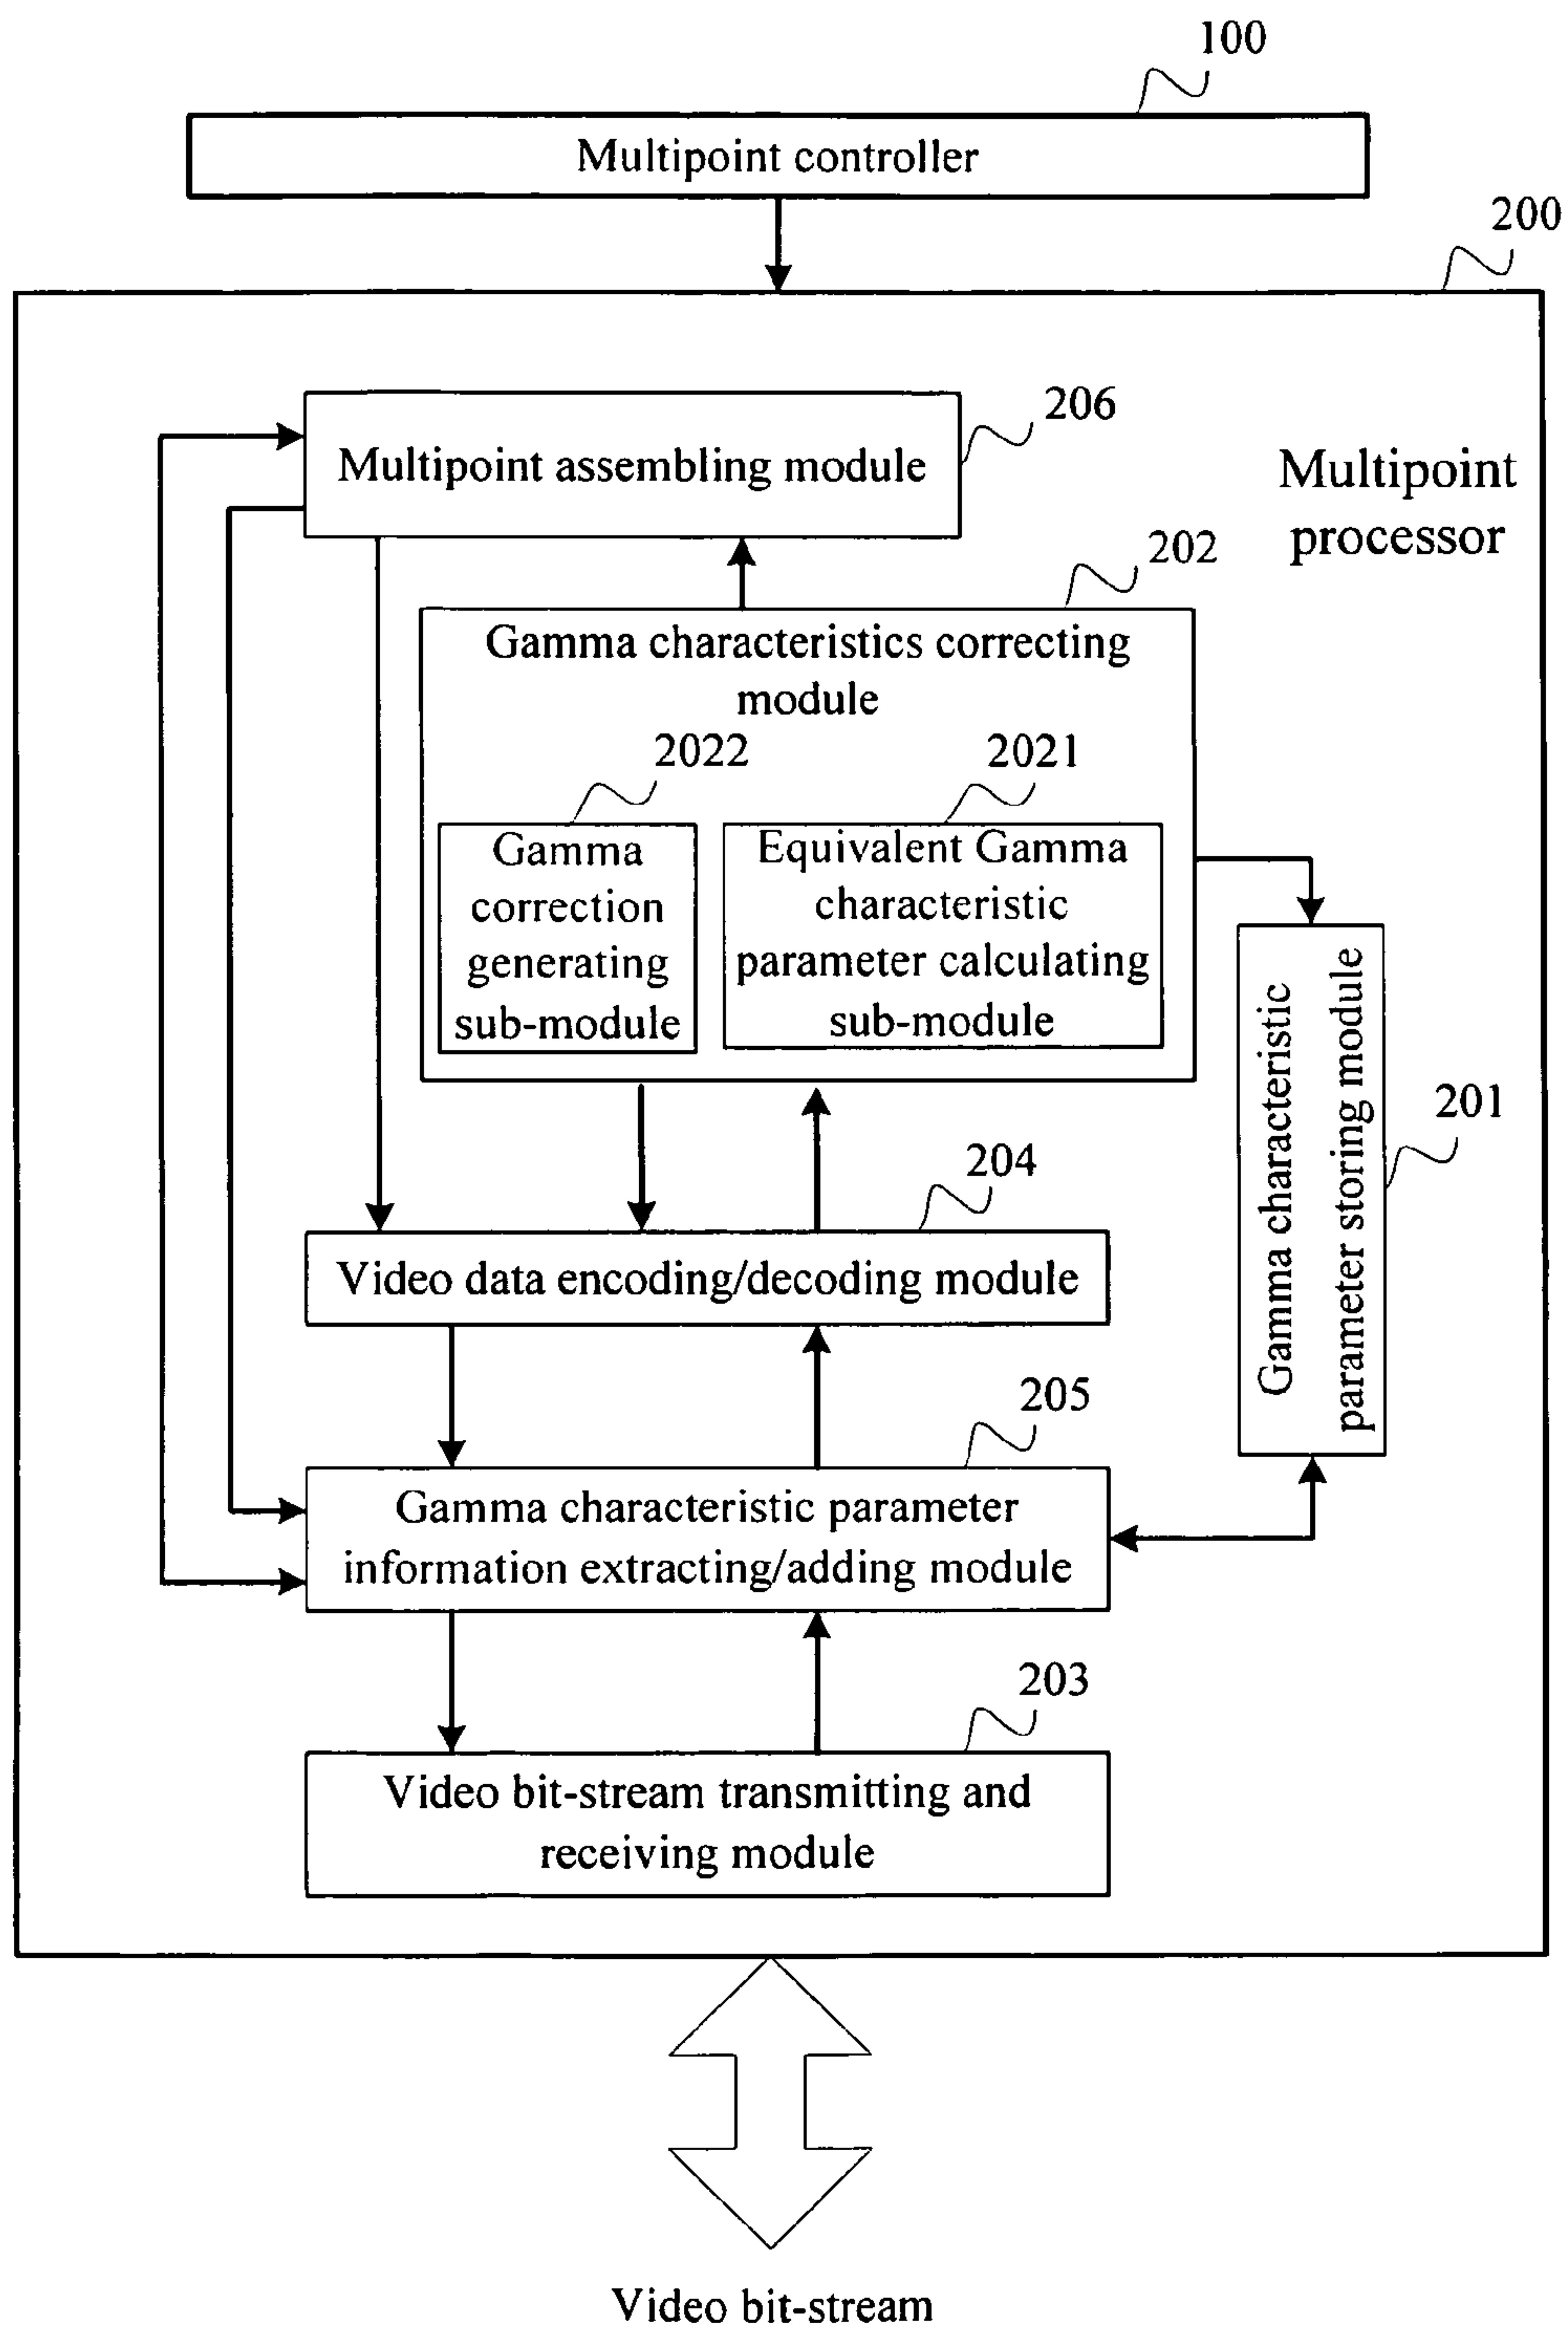 100
Multipoint controller
200
206
Multipoint assembling module
Multipoint
processor
202
Gamma characteristics correcting
module
2022
2021
Gamma
correction
generating
sub-module
Equivalent Gamma
characteristic
parameter calculating
sub-module
Gamma characteristic
parameter storing module
201
204
Video data encoding/decoding module
205
Gamma characteristic parameter
information extracting/adding module
203
Video bit-stream transmitting and
receiving module
Video bit-stream